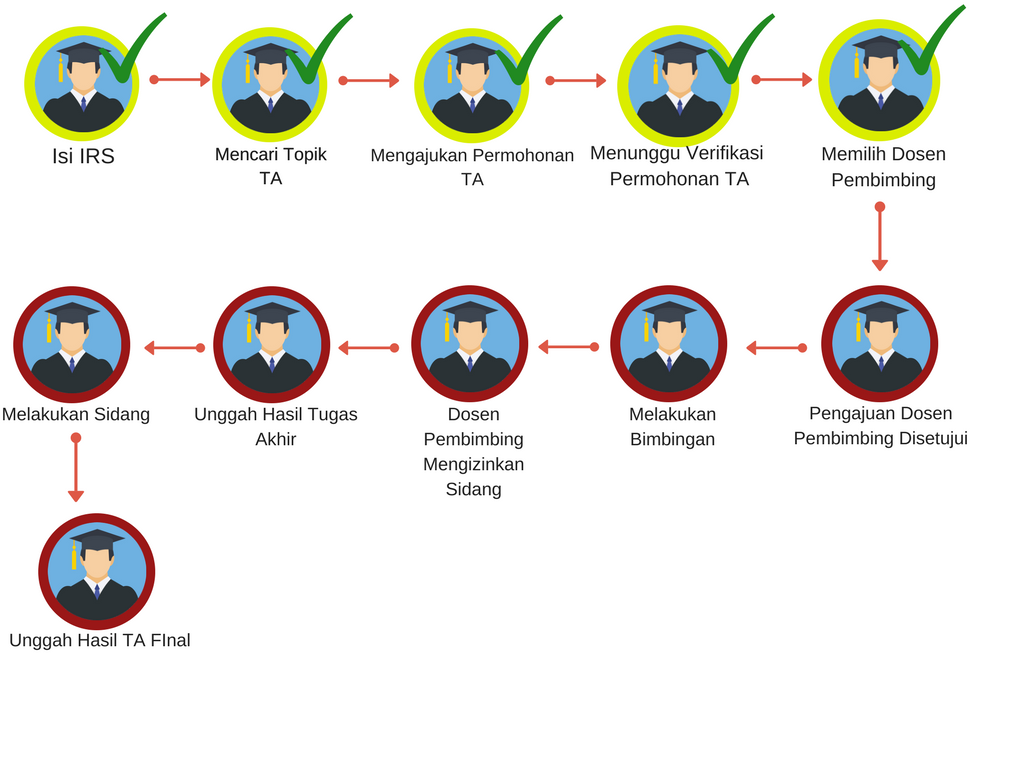 Isi IRS
Mencari Topik
TA
Mengajukan Permohonan
TA
Menunggu Verifikasi
Permohonan TA
Memilih Dosen
Pembimbing
Pengajuan Dosen
Pembimbing Disetujui
Melakukan
Bimbingan
Dosen
Pembimbing
Mengizinkan
Sidang
Unggah Hasil Tugas
Akhir
Melakukan Sidang
Unggah Hasil TA FInal